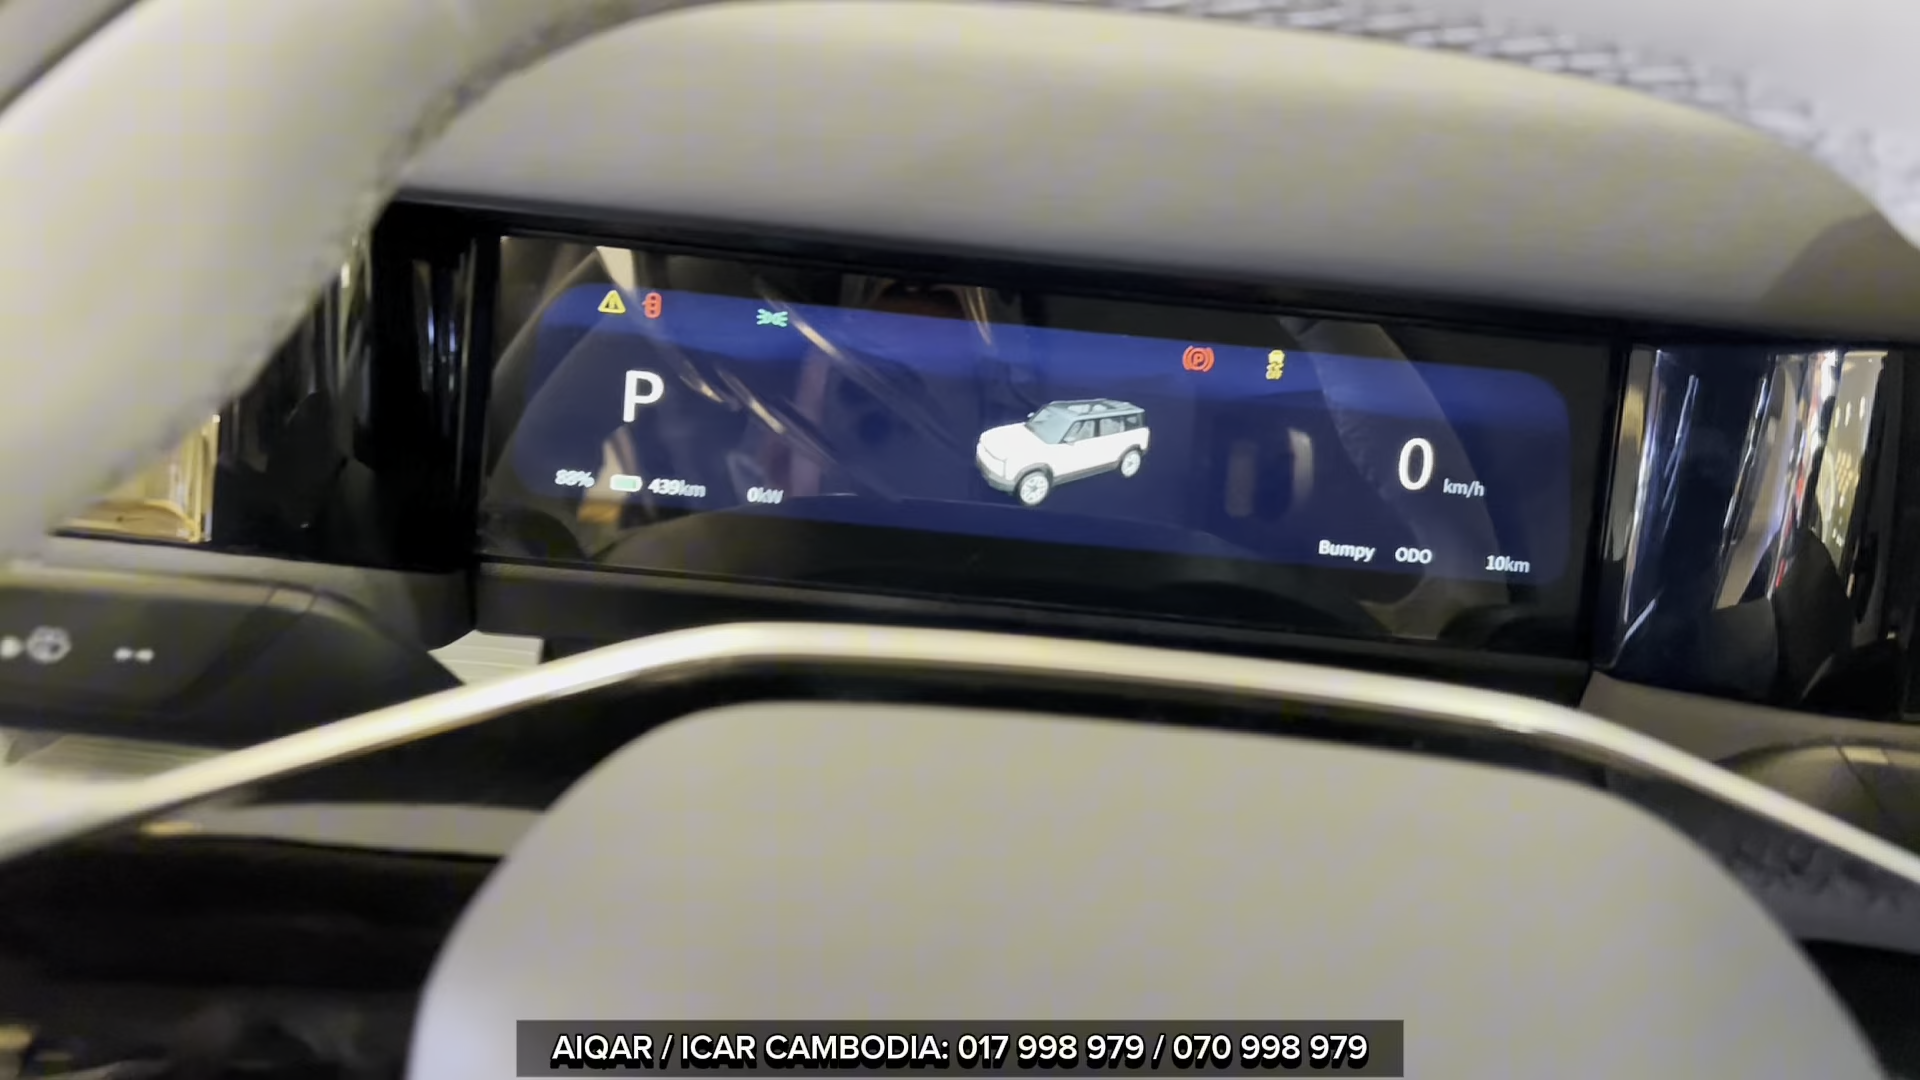 P
88% 439km 0kW
0 km/h
Bumpy ODO 10km
AIQAR / ICAR CAMBODIA: 017 998 979 / 070 998 979